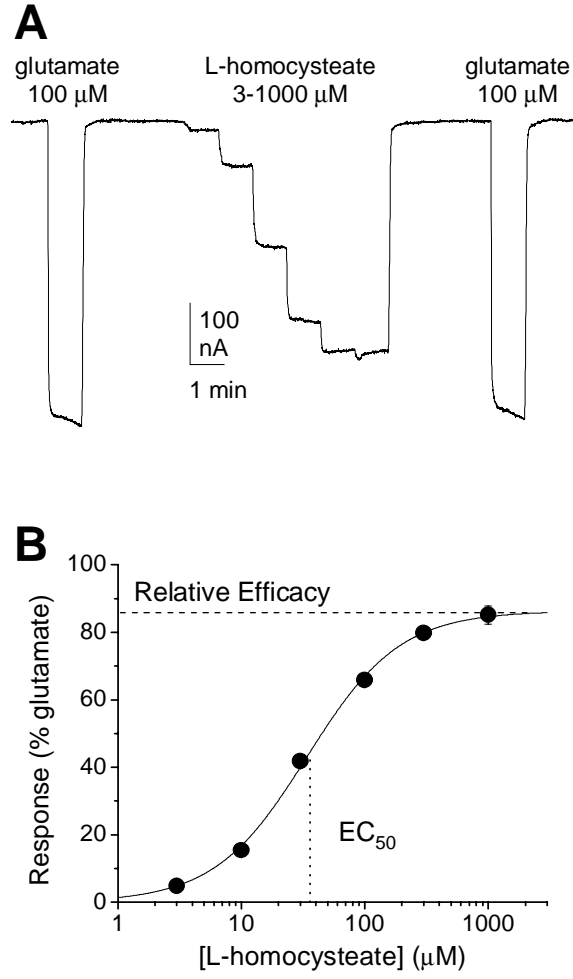 A
glutamate
100 μM
L-homocysteate
3-1000 μM
glutamate
100 μM
100
nA
1 min
B
100
80
60
40
20
0
Response (% glutamate)
Relative Efficacy
EC50
1
10
100
1000
[L-homocysteate] (μM)